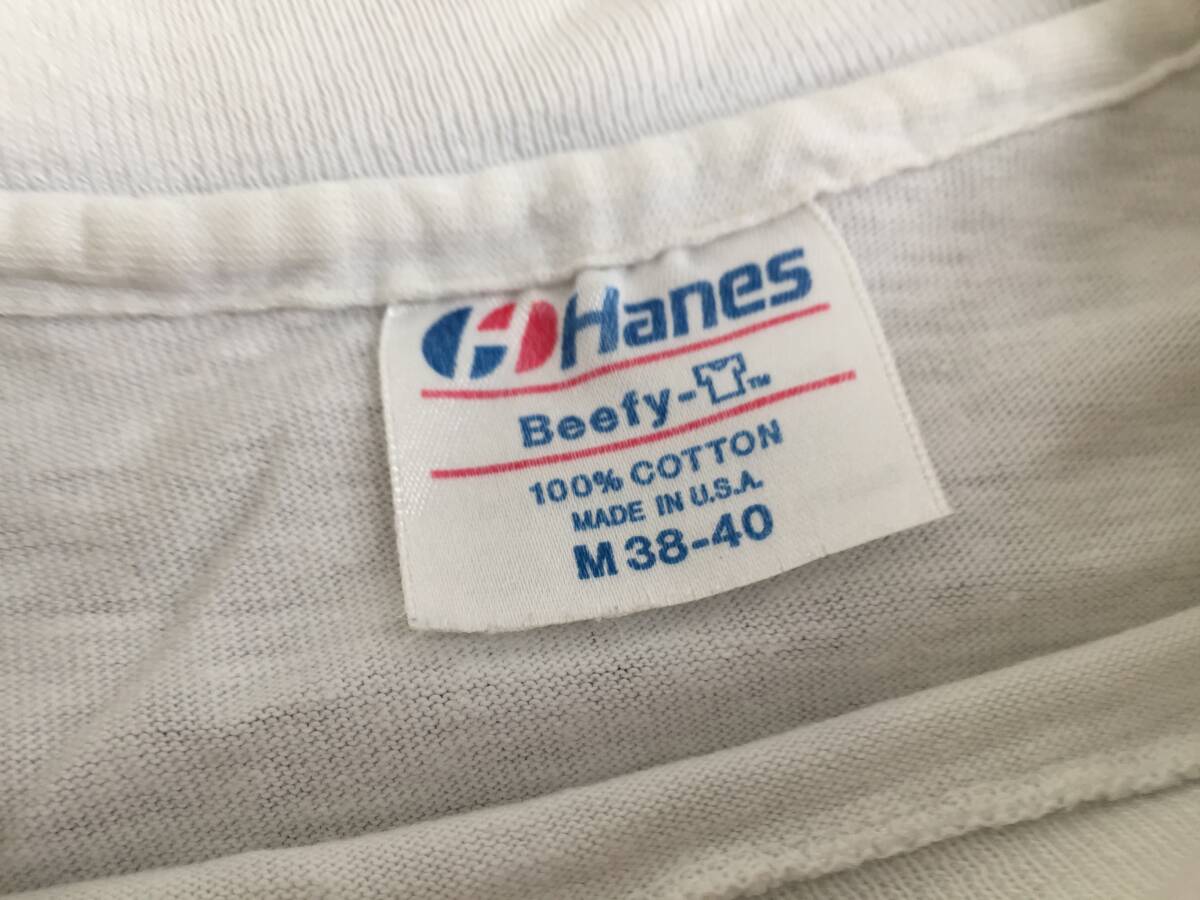 Hanes
Beefy-T™
100% COTTON
MADE IN U.S.A.
M 38-40